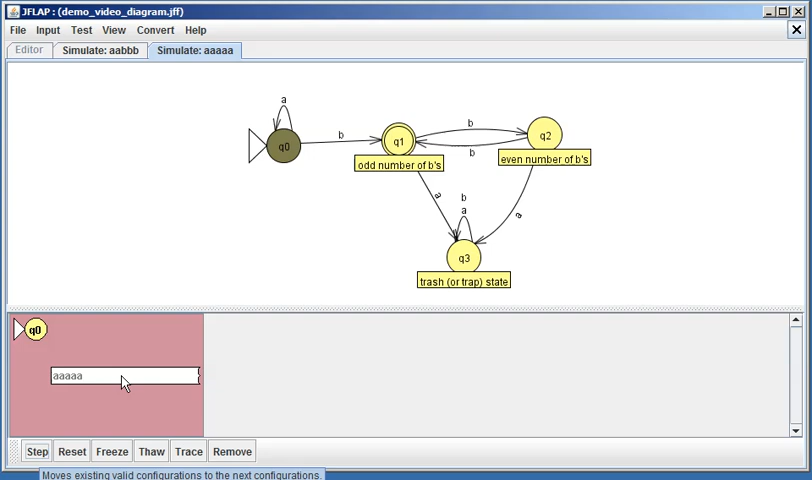 JFLAP : (demo_video_diagram.jff)
File Input Test View Convert Help
Editor Simulate: aabbb Simulate: aaaaa
a
b
b
q0
b
q1
q2
odd number of b's
even number of b's
a
a
b
a
q3
trash (or trap) state
q0
aaaaa
Step Reset Freeze Thaw Trace Remove
Moves existing valid configurations to the next configurations.